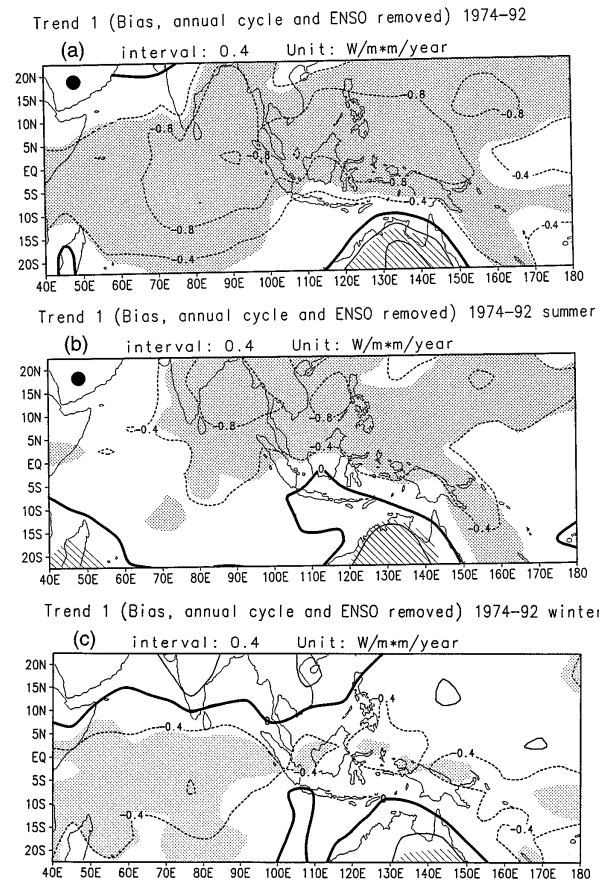 Trend 1 (Bias, annual cycle and ENSO removed) 1974-92
(a) interval: 0.4 Unit: W/m*m/year
20N
15N
10N
5N
EQ
5S
10S
15S
20S
-0.8
-0.8
-0.8
-0.8
-0.8
-0.8
-0.4
-0.4
-0.4
-0.4
40E 50E 60E 70E 80E 90E 100E 110E 120E 130E 140E 150E 160E 170E 180
Trend 1 (Bias, annual cycle and ENSO removed) 1974-92 summer
(b) interval: 0.4 Unit: W/m*m/year
20N
15N
10N
5N
EQ
5S
10S
15S
20S
-0.4
-0.8
-0.8
-0.4
0
-0.4
40E 50E 60E 70E 80E 90E 100E 110E 120E 130E 140E 150E 160E 170E 180
Trend 1 (Bias, annual cycle and ENSO removed) 1974-92 winter
(c) interval: 0.4 Unit: W/m*m/year
20N
15N
10N
5N
EQ
5S
10S
15S
20S
-0.4
0
-0.4
-0.4
-0.4
0
-0.4
-0.4
40E 50E 60E 70E 80E 90E 100E 110E 120E 130E 140E 150E 160E 170E 180